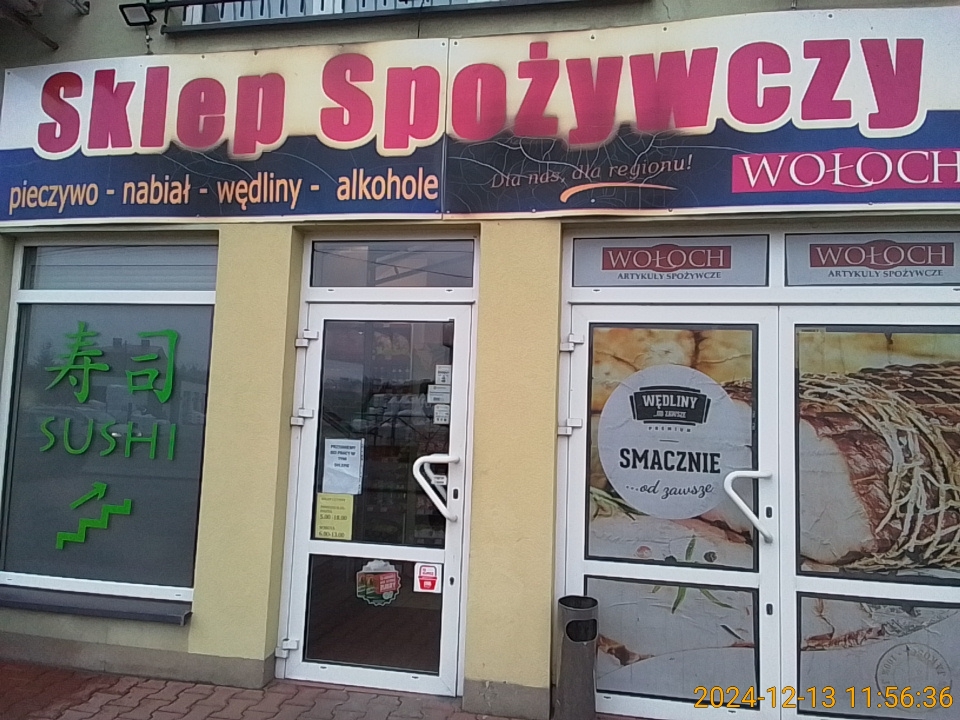 Sklep Spożywczy
pieczywo - nabiał - wędliny - alkohole
Dla nas, dla regionu!
WOŁOCH
WOŁOCH
ARTYKUŁY SPOŻYWCZE
WOŁOCH
ARTYKUŁY SPOŻYWCZE
寿司
SUSHI
WĘDLINY
...OD ZAWSZE
PREMIUM
SMACZNIE
...od zawsze
2024-12-13 11:56:36